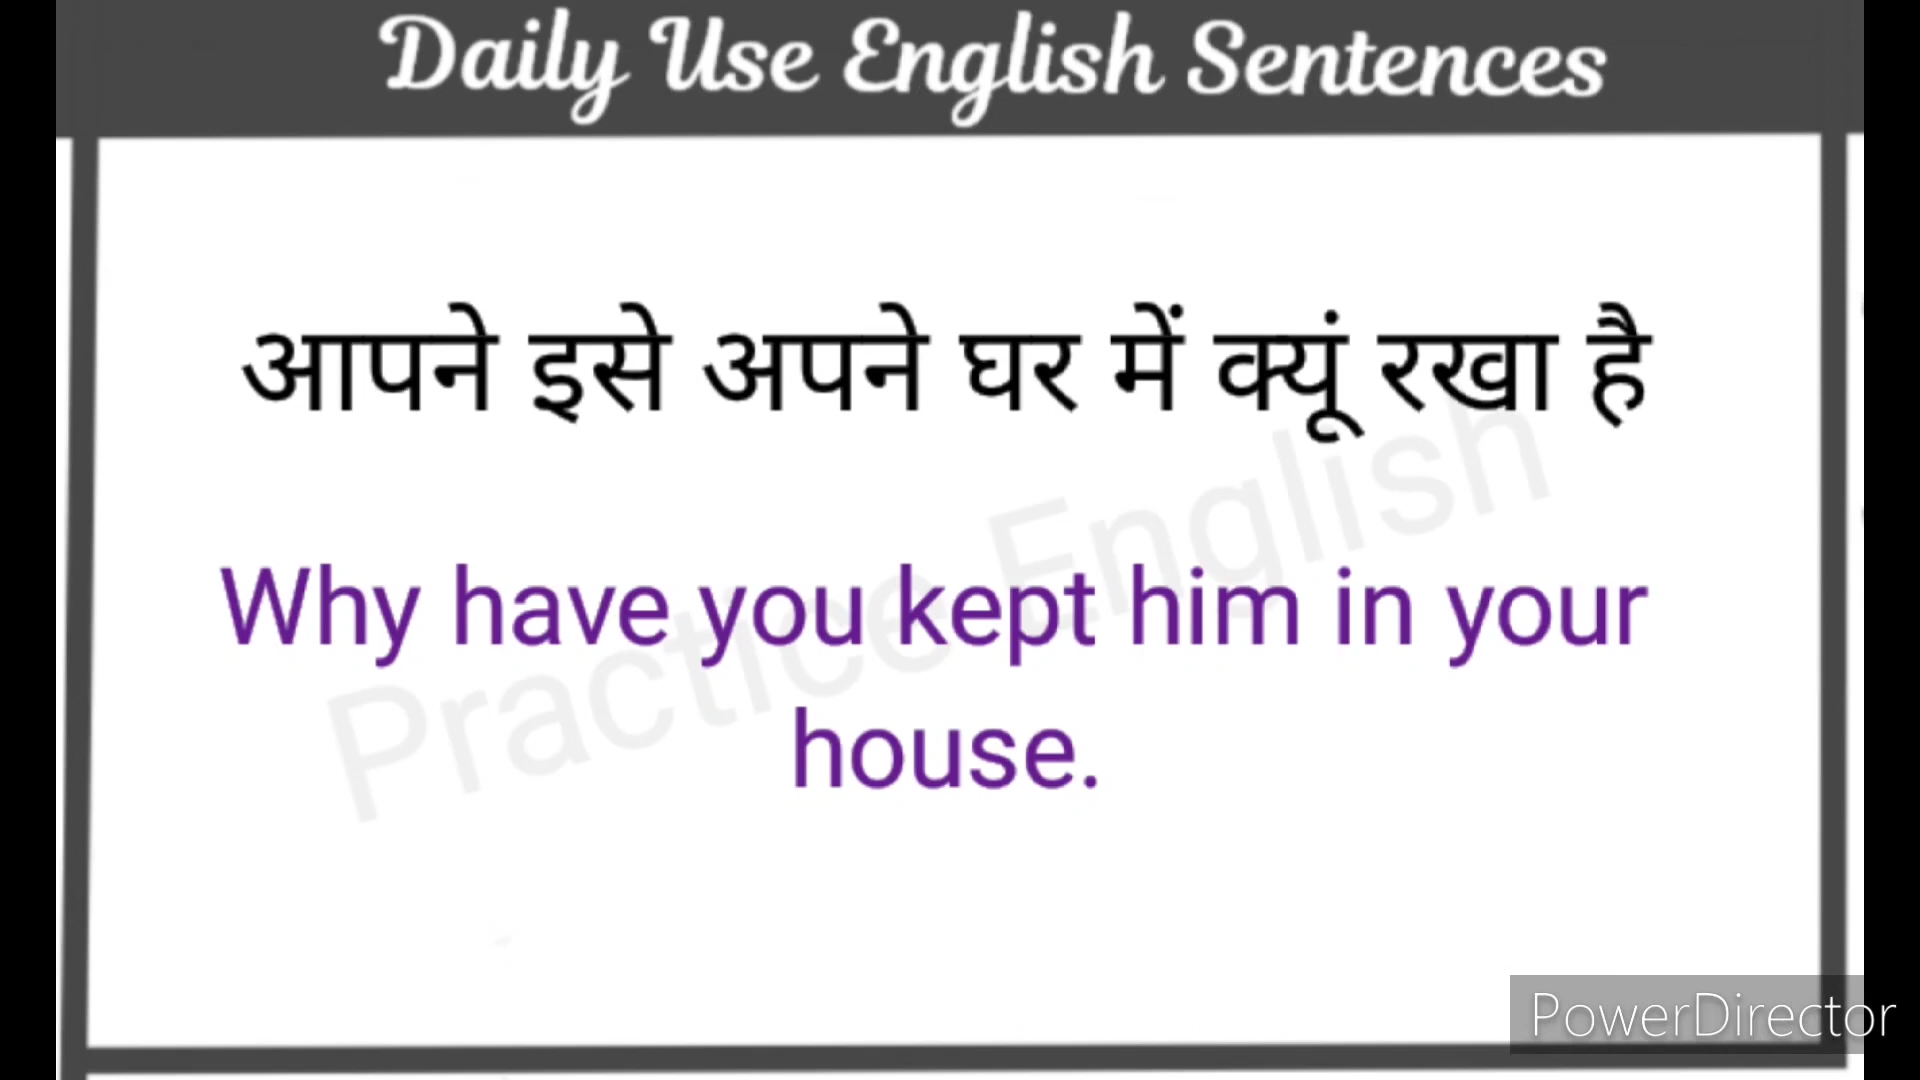 Daily Use English Sentences
आपने इसे अपने घर में क्यूं रखा है
Practice English
Why have you kept him in your
house.
PowerDirector